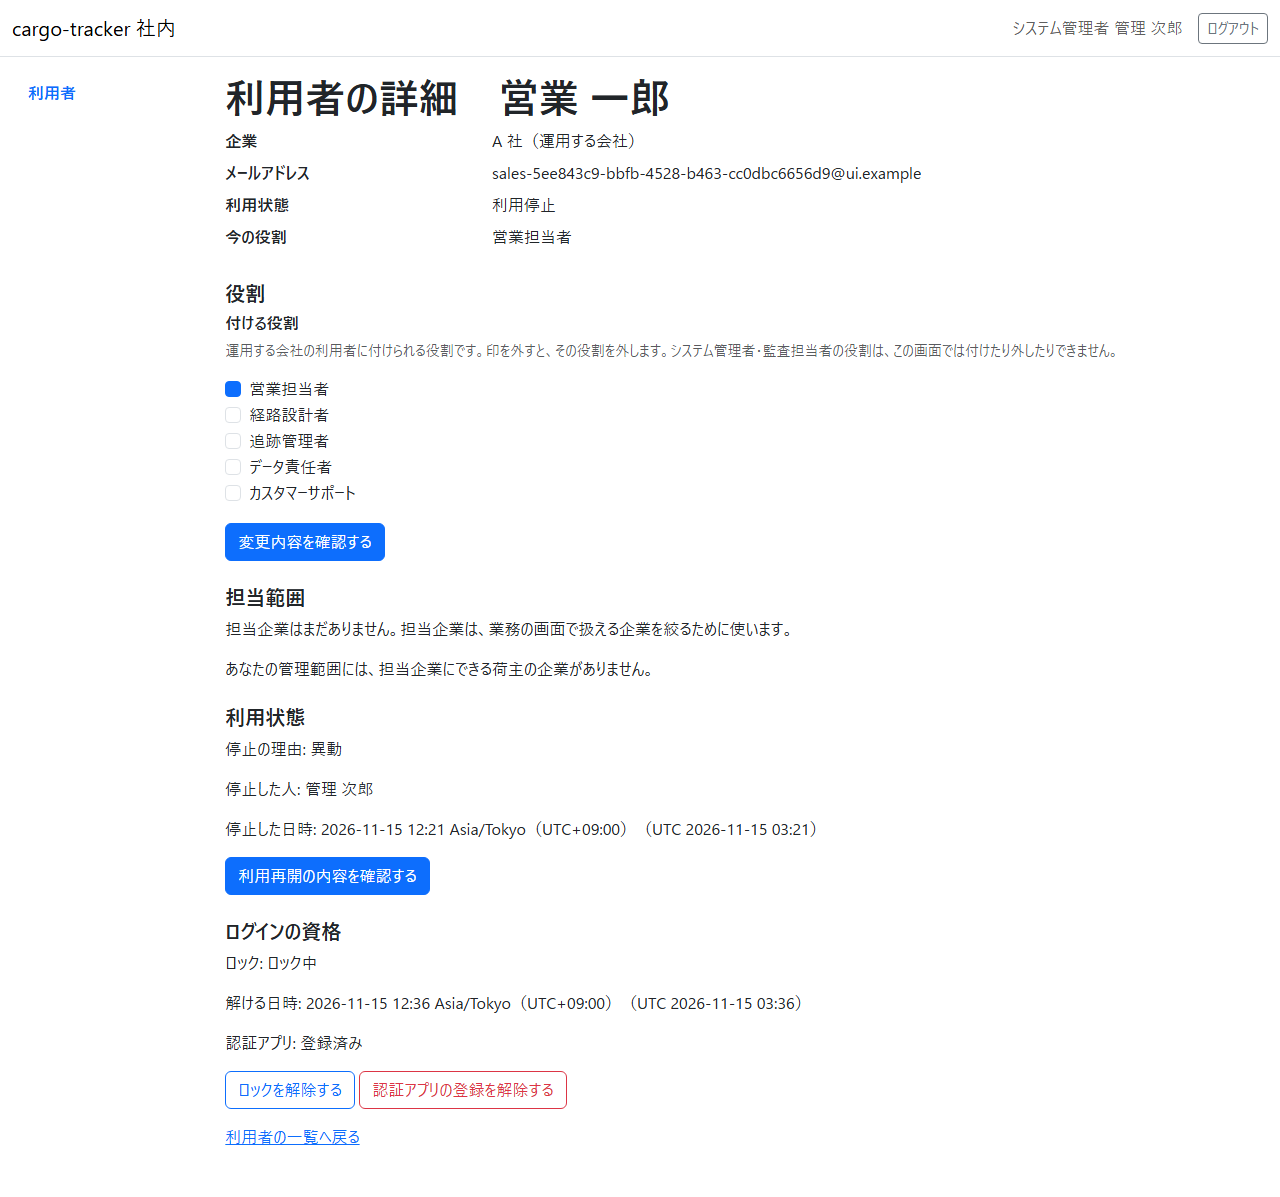 cargo-tracker 社内
システム管理者 管理 次郎
ログアウト
利用者
利用者の詳細　営業 一郎
企業
A 社（運用する会社）
メールアドレス
sales-5ee843c9-bbfb-4528-b463-cc0dbc6656d9@ui.example
利用状態
利用停止
今の役割
営業担当者
役割
付ける役割
運用する会社の利用者に付けられる役割です。印を外すと、その役割を外します。システム管理者・監査担当者の役割は、この画面では付けたり外したりできません。
営業担当者
経路設計者
追跡管理者
データ責任者
カスタマーサポート
変更内容を確認する
担当範囲
担当企業はまだありません。担当企業は、業務の画面で扱える企業を絞るために使います。
あなたの管理範囲には、担当企業にできる荷主の企業がありません。
利用状態
停止の理由: 異動
停止した人: 管理 次郎
停止した日時: 2026-11-15 12:21 Asia/Tokyo（UTC+09:00）（UTC 2026-11-15 03:21）
利用再開の内容を確認する
ログインの資格
ロック: ロック中
解ける日時: 2026-11-15 12:36 Asia/Tokyo（UTC+09:00）（UTC 2026-11-15 03:36）
認証アプリ: 登録済み
ロックを解除する
認証アプリの登録を解除する
利用者の一覧へ戻る